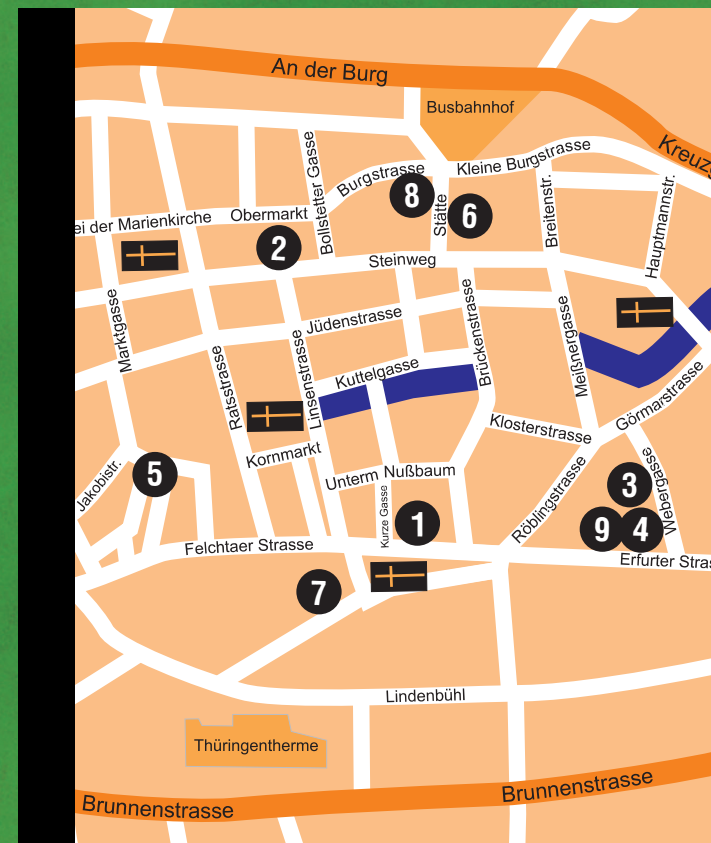 An der Burg
Busbahnhof
Kreuzg
Kleine Burgstrasse
Burgstrasse
Bollstetter Gasse
8
Stätte
6
Breitenstr.
Hauptmannstr.
ei der Marienkirche
Obermarkt
2
Steinweg
Marktgasse
Jüdenstrasse
Brückenstrasse
Meißnergasse
Ratsstrasse
Linsenstrasse
Kuttelgasse
Görmarstrasse
Klosterstrasse
Kornmarkt
Jakobistr.
5
Unterm Nußbaum
Kurze Gasse
1
Röblingstrasse
3
Webergasse
9
4
Felchtaer Strasse
Erfurter Stras
7
Lindenbühl
Thüringentherme
Brunnenstrasse
Brunnenstrasse